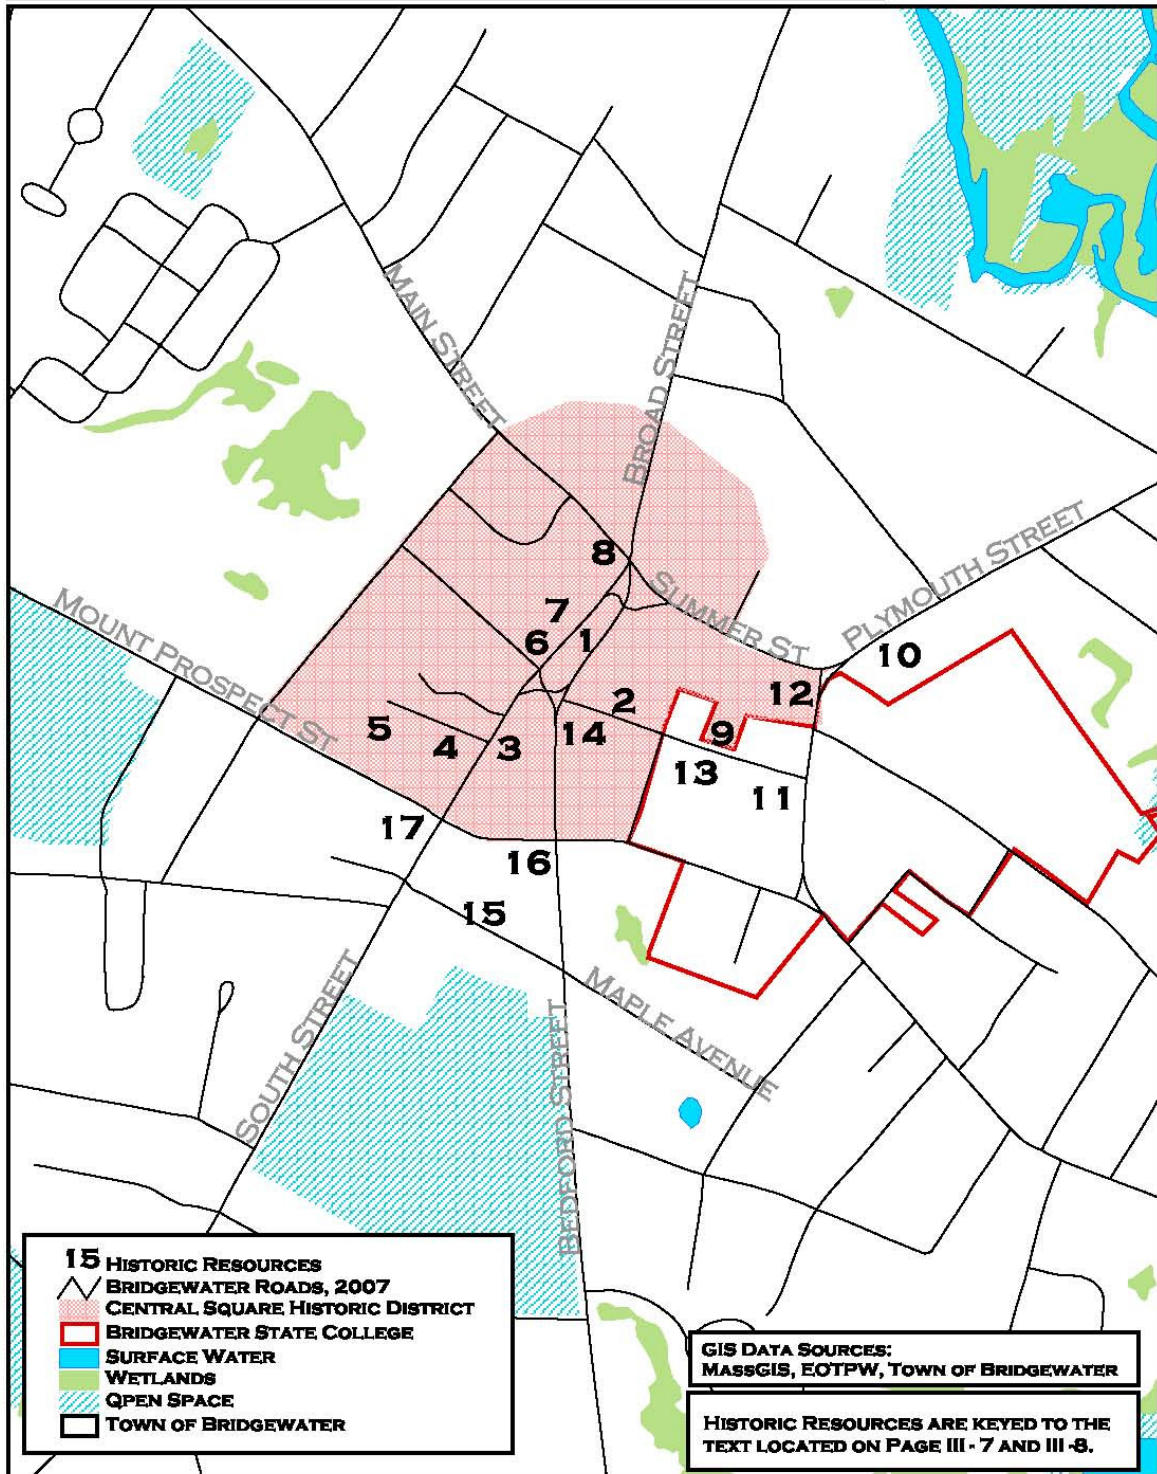 MAIN STREET
BROAD STREET
8
SUMMER ST
PLYMOUTH STREET
MOUNT PROSPECT ST
7
6
1
10
12
2
5
4
3
14
9
13
11
17
16
15
MAPLE AVENUE
SOUTH STREET
BEDFORD STREET
15 HISTORIC RESOURCES
BRIDGEWATER ROADS, 2007
CENTRAL SQUARE HISTORIC DISTRICT
BRIDGEWATER STATE COLLEGE
SURFACE WATER
WETLANDS
QPEN SPACE
TOWN OF BRIDGEWATER
GIS DATA SOURCES:
MASSGIS, EOTPW, TOWN OF BRIDGEWATER
HISTORIC RESOURCES ARE KEYED TO THE
TEXT LOCATED ON PAGE III - 7 AND III -8.